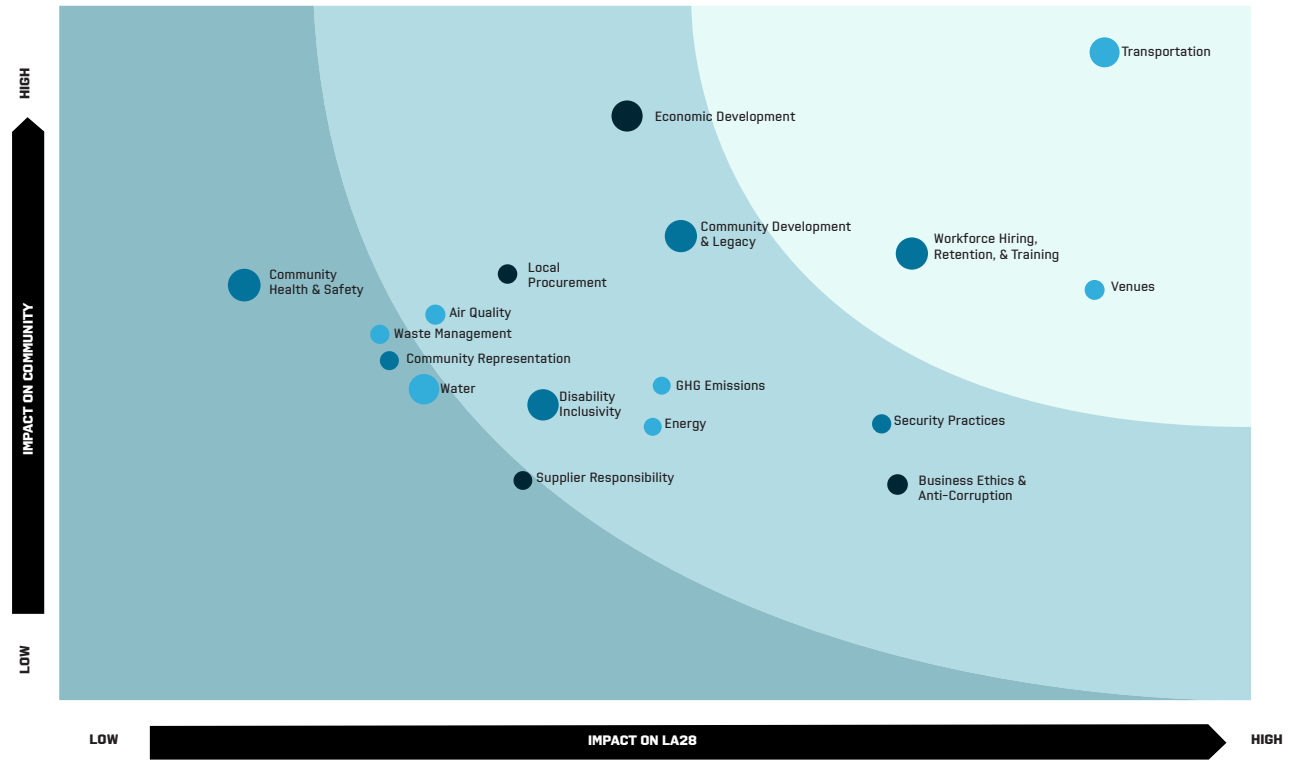 HIGH
IMPACT ON COMMUNITY
LOW
Transportation
Economic Development
Community Development
& Legacy
Workforce Hiring,
Retention, & Training
Local
Procurement
Community
Health & Safety
Venues
Air Quality
Waste Management
Community Representation
Water
GHG Emissions
Disability
Inclusivity
Energy
Security Practices
Supplier Responsibility
Business Ethics &
Anti-Corruption
LOW
IMPACT ON LA28
HIGH